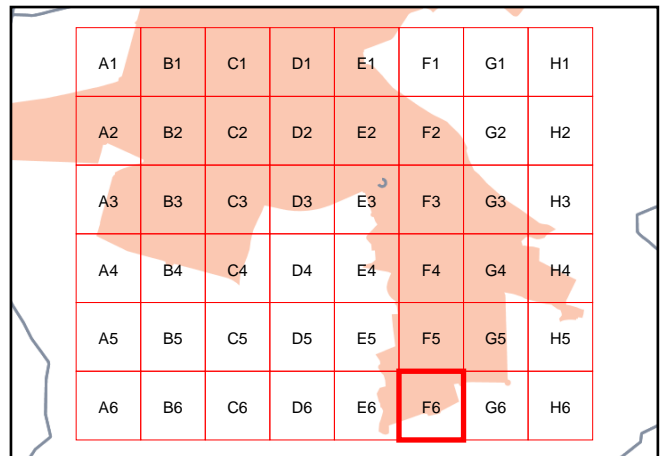 A1 B1 C1 D1 E1 F1 G1 H1
A2 B2 C2 D2 E2 F2 G2 H2
A3 B3 C3 D3 E3 F3 G3 H3
A4 B4 C4 D4 E4 F4 G4 H4
A5 B5 C5 D5 E5 F5 G5 H5
A6 B6 C6 D6 E6 F6 G6 H6